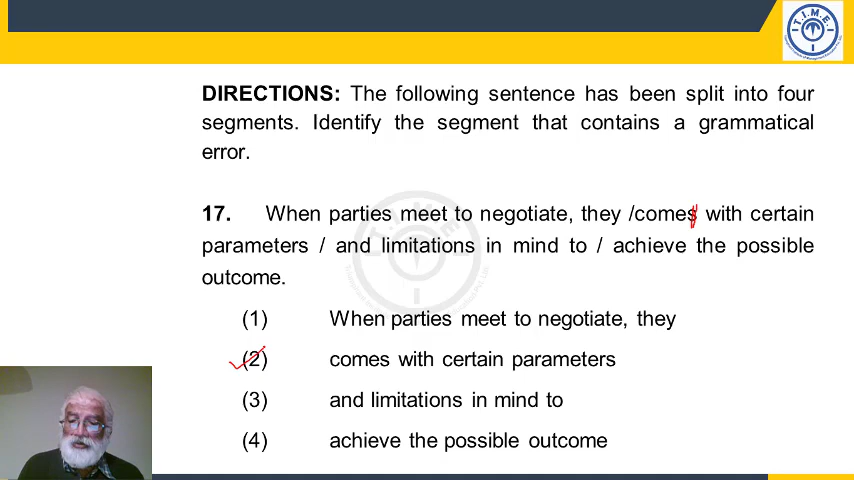 T.I.M.E.
DIRECTIONS: The following sentence has been split into four
segments. Identify the segment that contains a grammatical
error.
17. When parties meet to negotiate, they /comes with certain
parameters / and limitations in mind to / achieve the possible
outcome.
(1) When parties meet to negotiate, they
(2) comes with certain parameters
(3) and limitations in mind to
(4) achieve the possible outcome